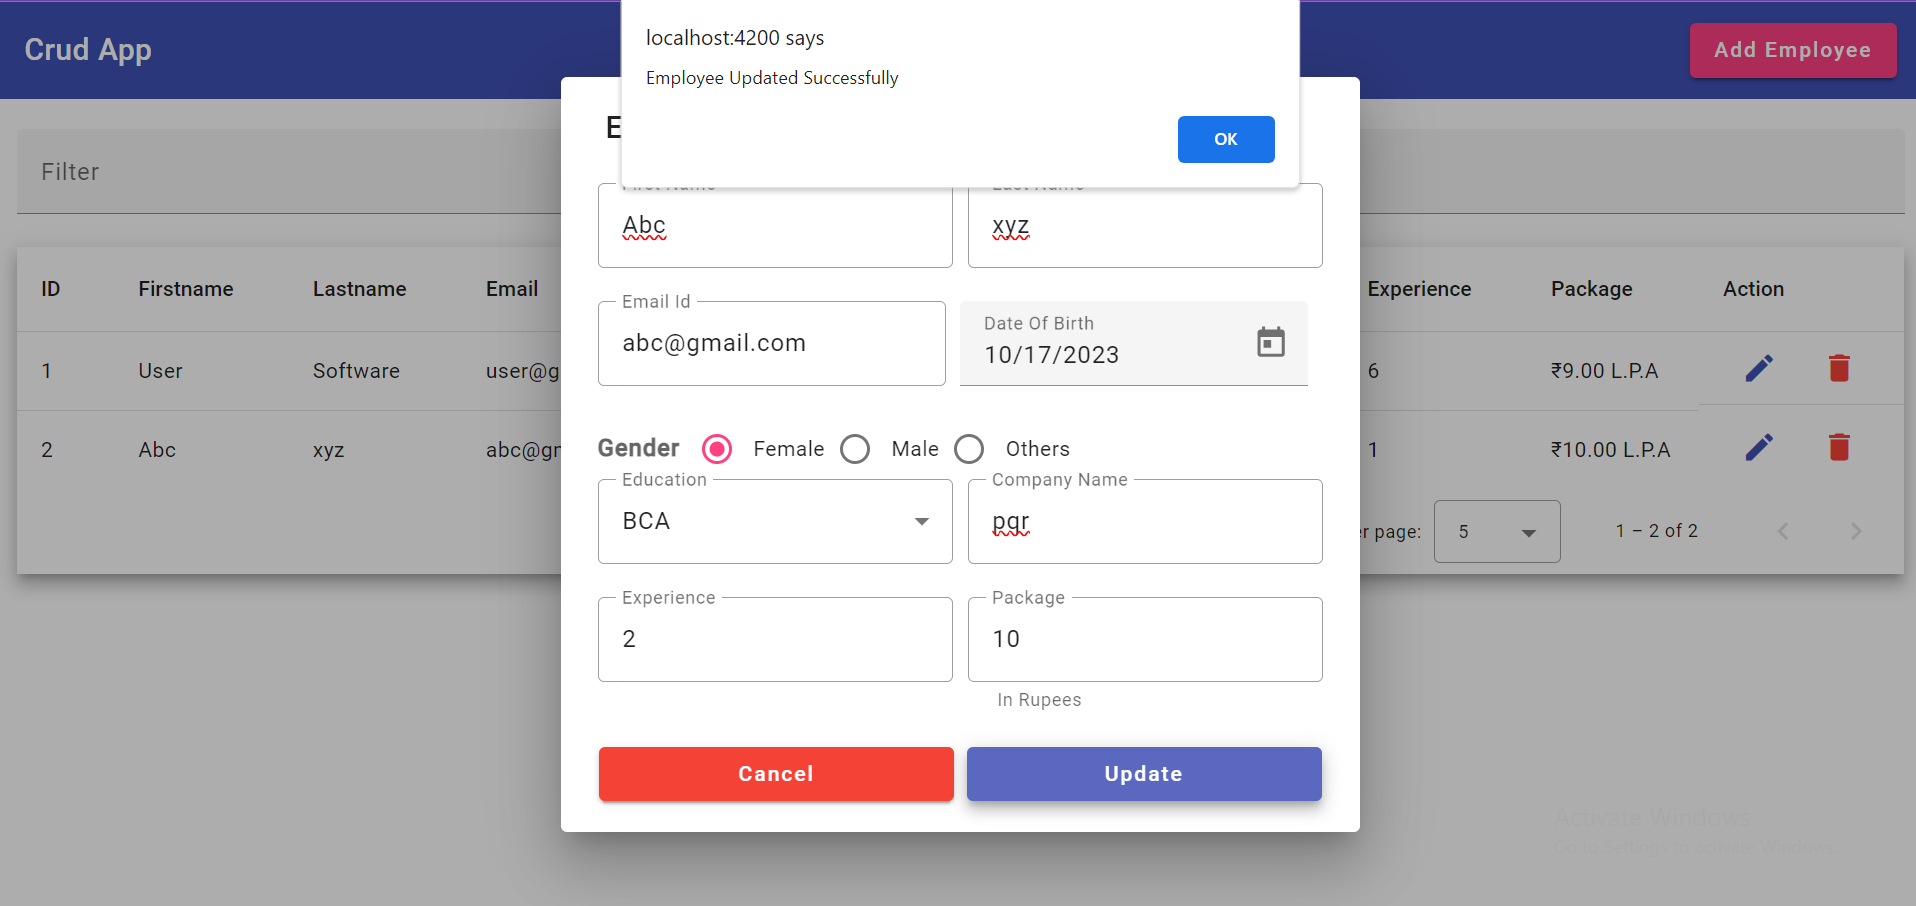 localhost:4200 says
Employee Updated Successfully
OK
Crud App
Add Employee
Filter
ID Firstname Lastname Email Experience Package Action
1 User Software user@g 6 ₹9.00 L.P.A
2 Abc xyz abc@g 1 ₹10.00 L.P.A
page: 5 1 – 2 of 2
E
First Name Last Name
Abc xyz
Email Id
abc@gmail.com
Date Of Birth
10/17/2023
Gender Female Male Others
Education Company Name
BCA pqr
Experience Package
2 10
In Rupees
Cancel Update
Activate Windows
Go to Settings to activate Windows.